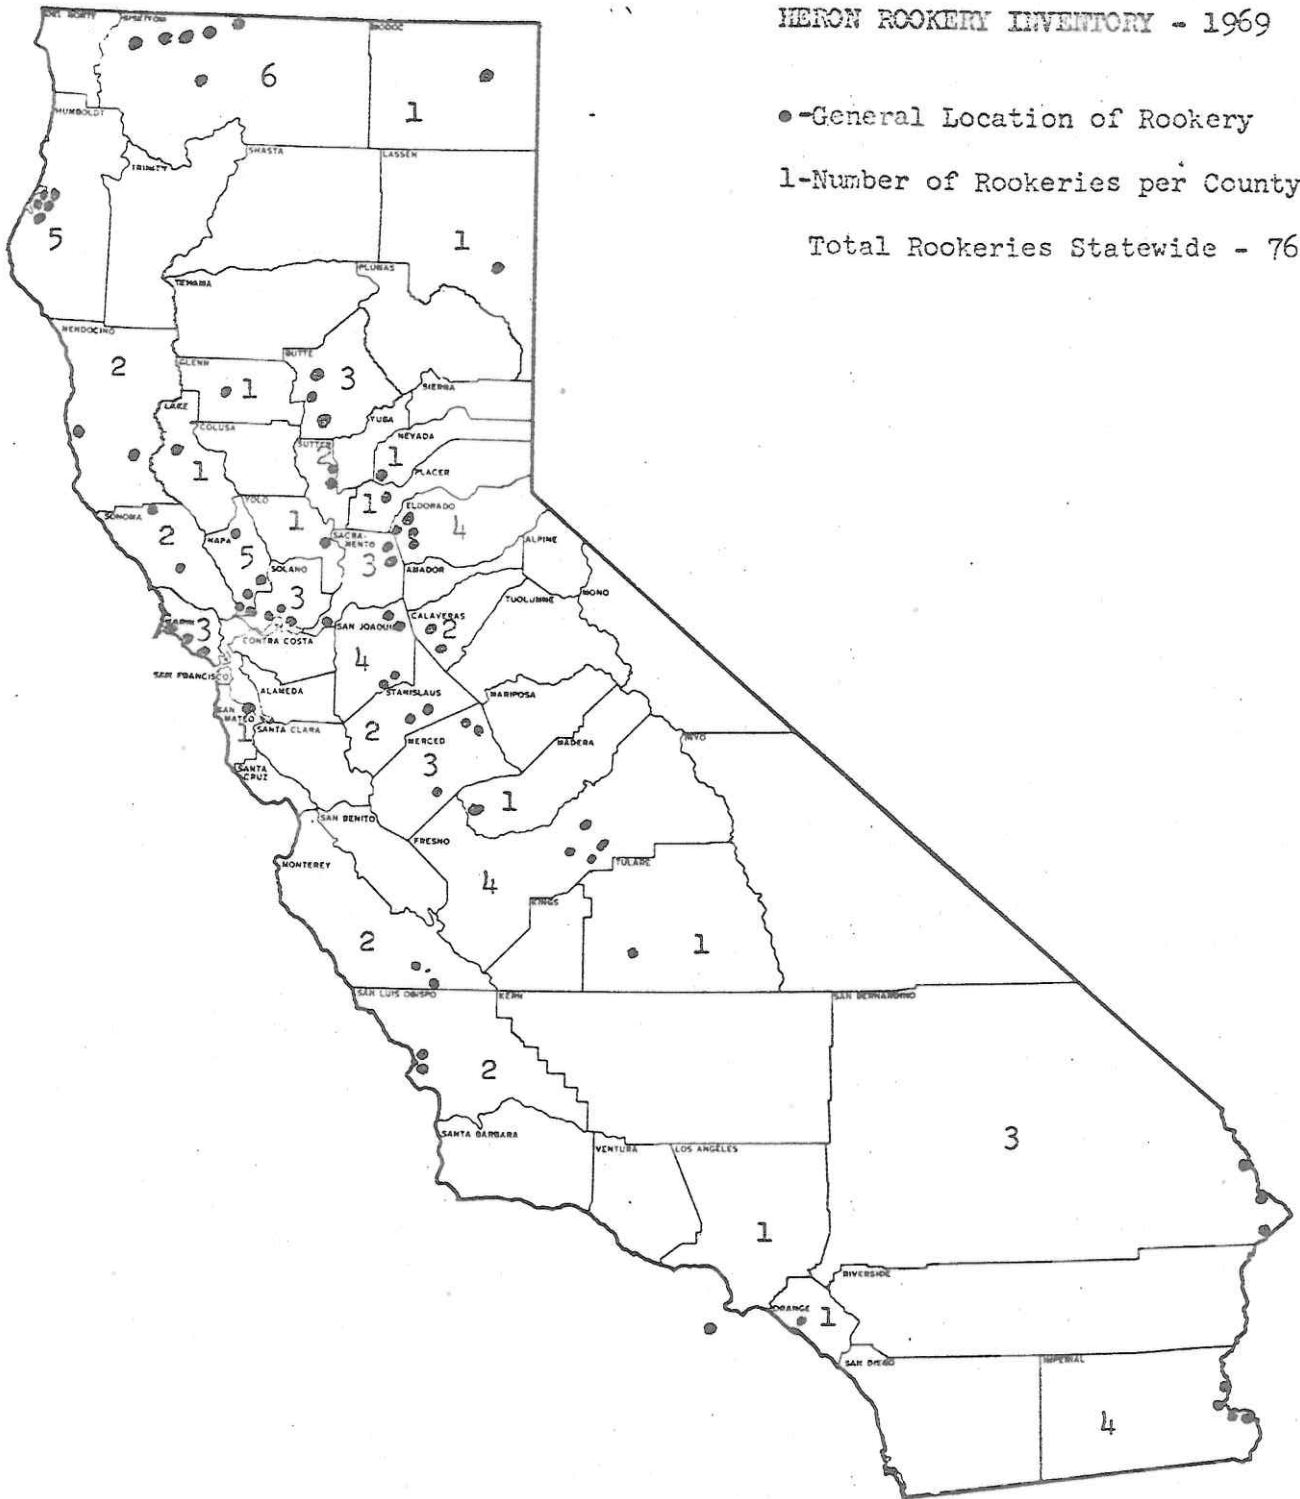 HERON ROOKERY INVENTORY - 1969
●-General Location of Rookery
1-Number of Rookeries per County
Total Rookeries Statewide - 76
DEL NORTE
SISKIYOU
MODOC
6
1
HUMBOLDT
TRINITY
SHASTA
LASSEN
5
1
TEHAMA
PLUMAS
MENDOCINO
2
GLENN
1
BUTTE
3
SIERRA
LAKE
COLUSA
YUBA
SUTTER
2
NEVADA
1
1
PLACER
1
YOLO
1
ELDORADO
4
SONOMA
2
NAPA
5
SACRA-
MENTO
3
ALPINE
SOLANO
3
AMADOR
TUOLUMNE
MONO
MARIN
3
CALAVERAS
2
SAN JOAQUIN
CONTRA COSTA
4
SAN FRANCISCO
ALAMEDA
STANISLAUS
MARIPOSA
SAN
MATEO
1
SANTA CLARA
2
MERCED
MADERA
INYO
3
SANTA
CRUZ
1
SAN BENITO
FRESNO
MONTEREY
TULARE
4
KINGS
2
1
SAN LUIS OBISPO
KERN
SAN BERNARDINO
2
SANTA BARBARA
VENTURA
LOS ANGELES
3
1
RIVERSIDE
ORANGE
1
SAN DIEGO
IMPERIAL
4